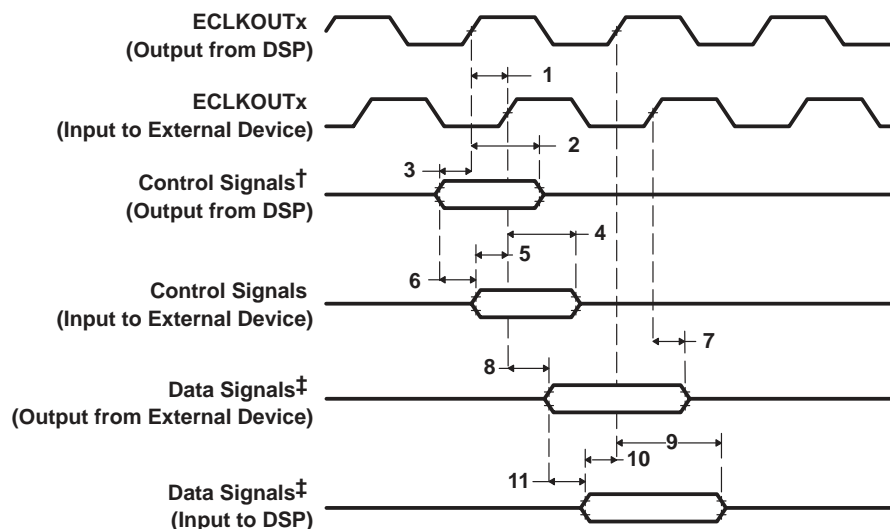 ECLKOUTx
(Output from DSP)
1
ECLKOUTx
(Input to External Device)
2
3
Control Signals†
(Output from DSP)
4
5
6
Control Signals
(Input to External Device)
7
8
Data Signals‡
(Output from External Device)
9
10
11
Data Signals‡
(Input to DSP)